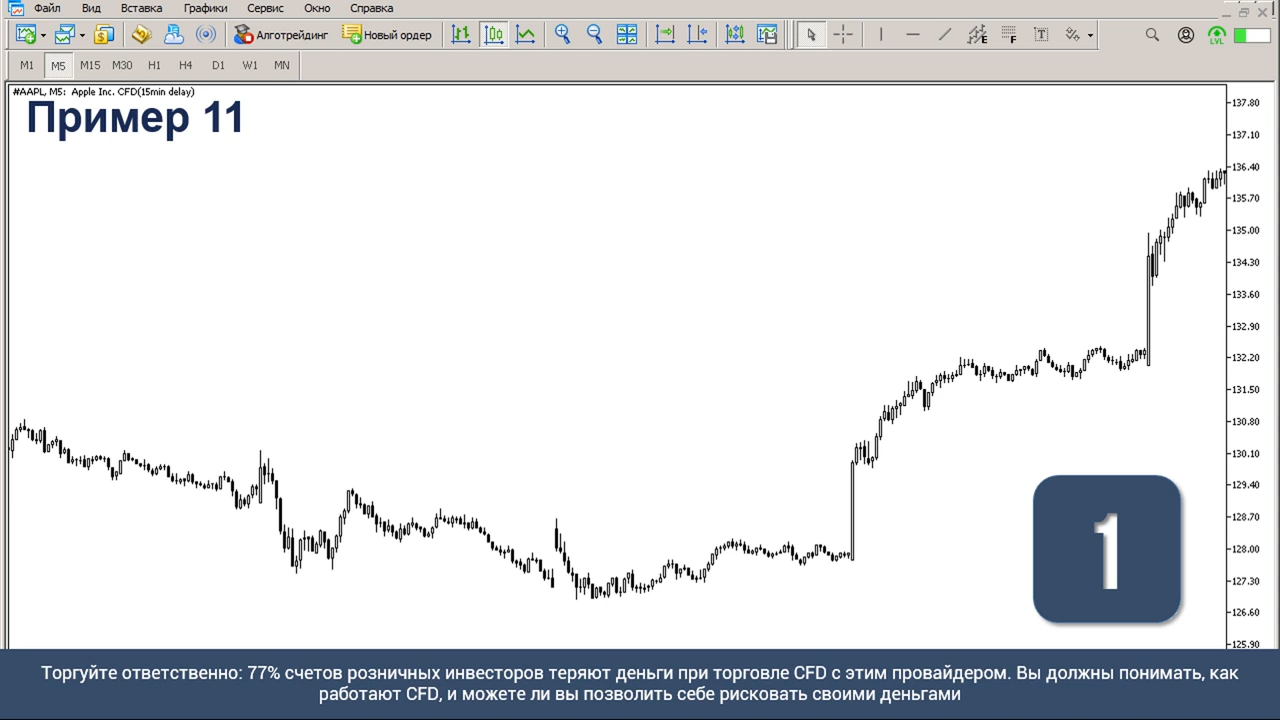 Файл Вид Вставка Графики Сервис Окно Справка
Алготрейдинг Новый ордер E F T LVL
M1 M5 M15 M30 H1 H4 D1 W1 MN
#AAPL, M5: Apple Inc. CFD(15min delay)
Пример 11
137.80
137.10
136.40
135.70
135.00
134.30
133.60
132.90
132.20
131.50
130.80
130.10
129.40
128.70
128.00
127.30
126.60
125.90
1
Торгуйте ответственно: 77% счетов розничных инвесторов теряют деньги при торговле CFD с этим провайдером. Вы должны понимать, как
работают CFD, и можете ли вы позволить себе рисковать своими деньгами